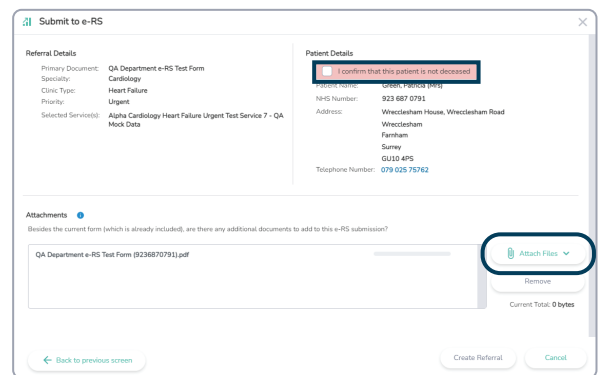 Submit to e-RS
Referral Details
Primary Document: QA Department e-RS Test Form
Specialty: Cardiology
Clinic Type: Heart Failure
Priority: Urgent
Selected Service(s): Alpha Cardiology Heart Failure Urgent Test Service 7 - QA
Mock Data
Patient Details
I confirm that this patient is not deceased
Patient Name: Green, Patricia (Mrs)
NHS Number: 923 687 0791
Address: Wrecclesham House, Wrecclesham Road
Wrecclesham
Farnham
Surrey
GU10 4PS
Telephone Number: 079 025 75762
Attachments
Besides the current form (which is already included), are there any additional documents to add to this e-RS submission?
QA Department e-RS Test Form (9236870791).pdf
Attach Files
Remove
Current Total: 0 bytes
Back to previous screen
Create Referral
Cancel